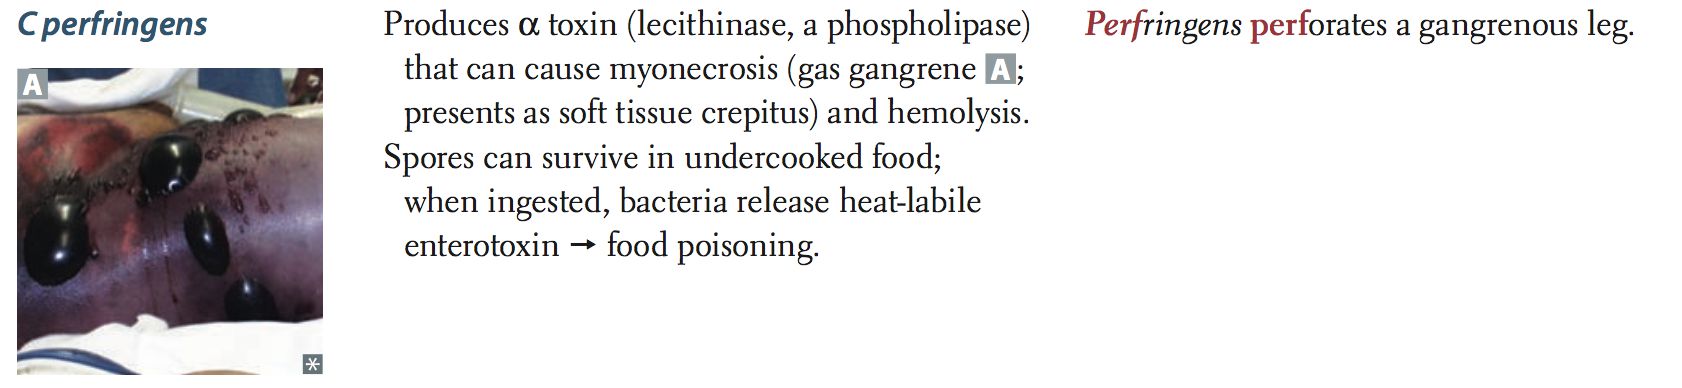 C perfringens
A
*
Produces α toxin (lecithinase, a phospholipase)
that can cause myonecrosis (gas gangrene A;
presents as soft tissue crepitus) and hemolysis.
Spores can survive in undercooked food;
when ingested, bacteria release heat-labile
enterotoxin → food poisoning.
Perfringens perforates a gangrenous leg.